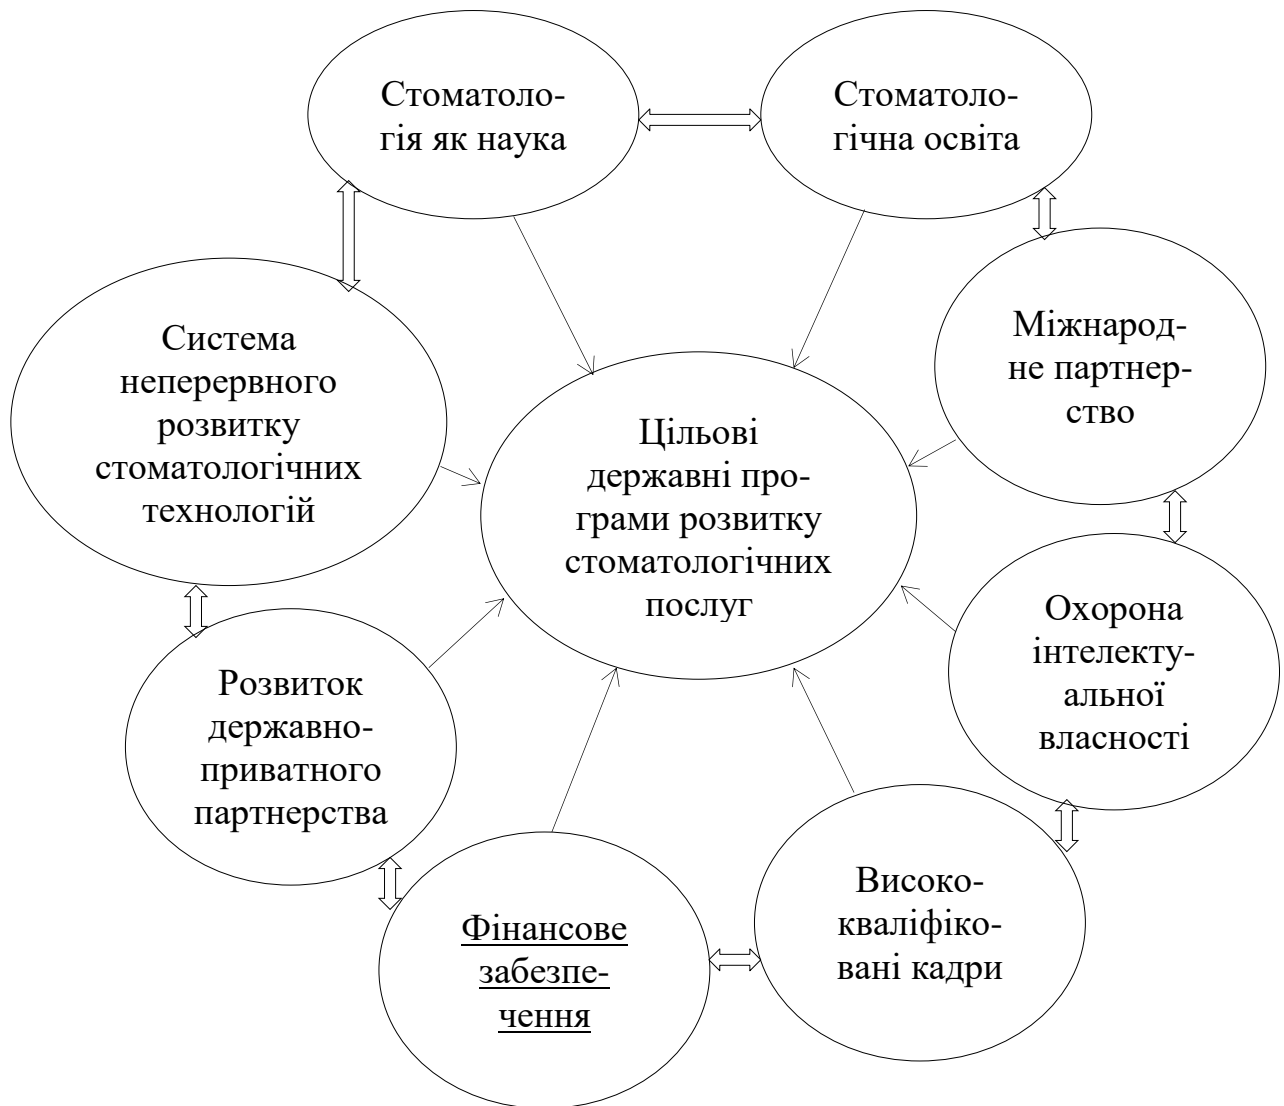 Стоматоло-
гія як наука
Стоматоло-
гічна освіта
Система
неперервного
розвитку
стоматологічних
технологій
Міжнарод-
не партнер-
ство
Цільові
державні про-
грами розвитку
стоматологічних
послуг
Охорона
інтелекту-
альної
власності
Розвиток
державно-
приватного
партнерства
Високо-
кваліфіко-
вані кадри
Фінансове
забезпе-
чення